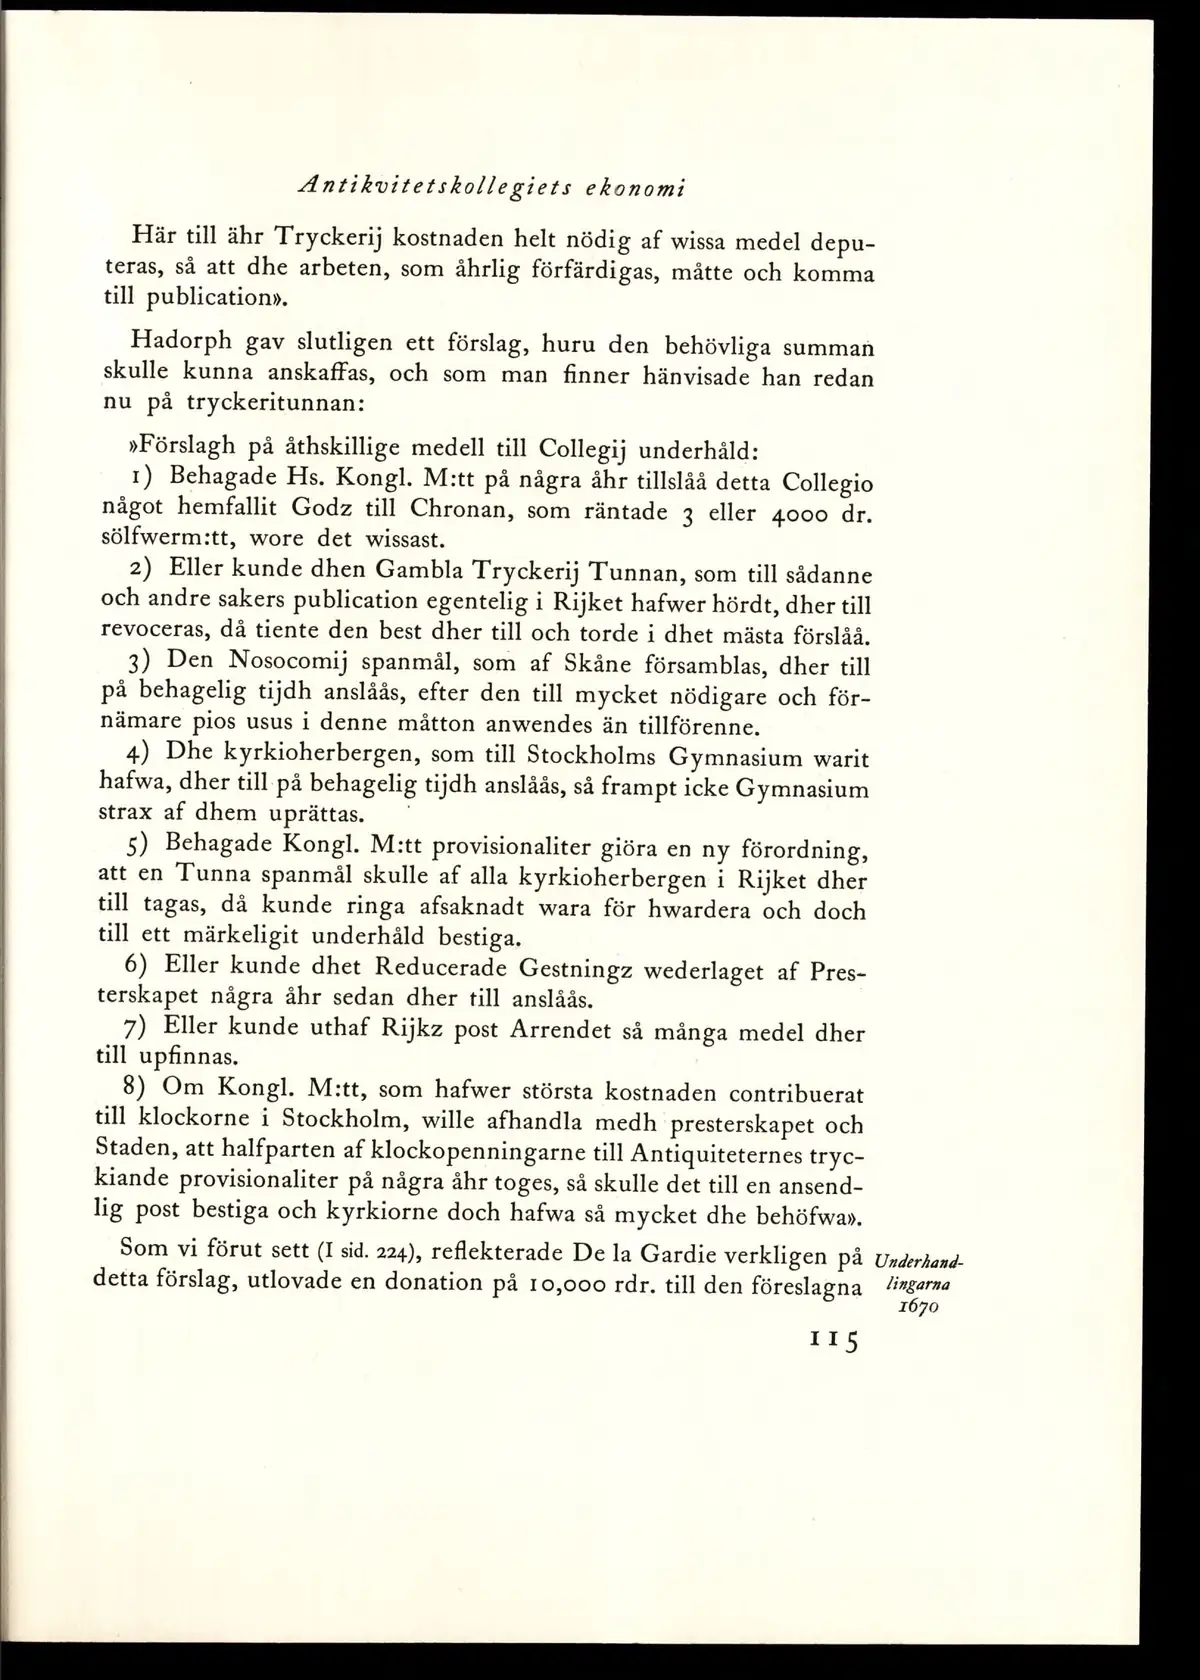 Antikvitetskollegiets ekonomi
Här till ähr Tryckerij kostnaden helt nödig af wissa medel depu-
teras, så att dhe arbeten, som åhrlig förfärdigas, måtte och komma
till publication».
Hadorph gav slutligen ett förslag, huru den behövliga summan
skulle kunna anskaffas, och som man finner hänvisade han redan
nu på tryckeritunnan:
»Förslagh på åthskillige medell till Collegij underhåld:
1) Behagade Hs. Kongl. M:tt på några åhr tillslåå detta Collegio
något hemfallit Godz till Chronan, som räntade 3 eller 4000 dr.
sölfwerm:tt, wore det wissast.
2) Eller kunde dhen Gambla Tryckerij Tunnan, som till sådanne
och andre sakers publication egentelig i Rijket hafwer hördt, dher till
revoceras, då tiente den best dher till och torde i dhet mästa förslåå.
3) Den Nosocomij spanmål, som af Skåne församblas, dher till
på behagelig tijdh anslåås, efter den till mycket nödigare och för-
nämare pios usus i denne måtton anwendes än tillförenne.
4) Dhe kyrkioherbergen, som till Stockholms Gymnasium warit
hafwa, dher till på behagelig tijdh anslåås, så frampt icke Gymnasium
strax af dhem uprättas.
5) Behagade Kongl. M:tt provisionaliter giöra en ny förordning,
att en Tunna spanmål skulle af alla kyrkioherbergen i Rijket dher
till tagas, då kunde ringa afsaknadt wara för hwardera och doch
till ett märkeligit underhåld bestiga.
6) Eller kunde dhet Reducerade Gestningz wederlaget af Pres-
terskapet några åhr sedan dher till anslåås.
7) Eller kunde uthaf Rijkz post Arrendet så många medel dher
till upfinnas.
8) Om Kongl. M:tt, som hafwer största kostnaden contribuerat
till klockorne i Stockholm, wille afhandla medh presterskapet och
Staden, att halfparten af klockopenningarne till Antiquiteternes tryc-
kiande provisionaliter på några åhr toges, så skulle det till en ansend-
lig post bestiga och kyrkiorne doch hafwa så mycket dhe behöfwa».
Som vi förut sett (I sid. 224), reflekterade De la Gardie verkligen på
detta förslag, utlovade en donation på 10,000 rdr. till den föreslagna
Underhand-
lingarna
1670
115